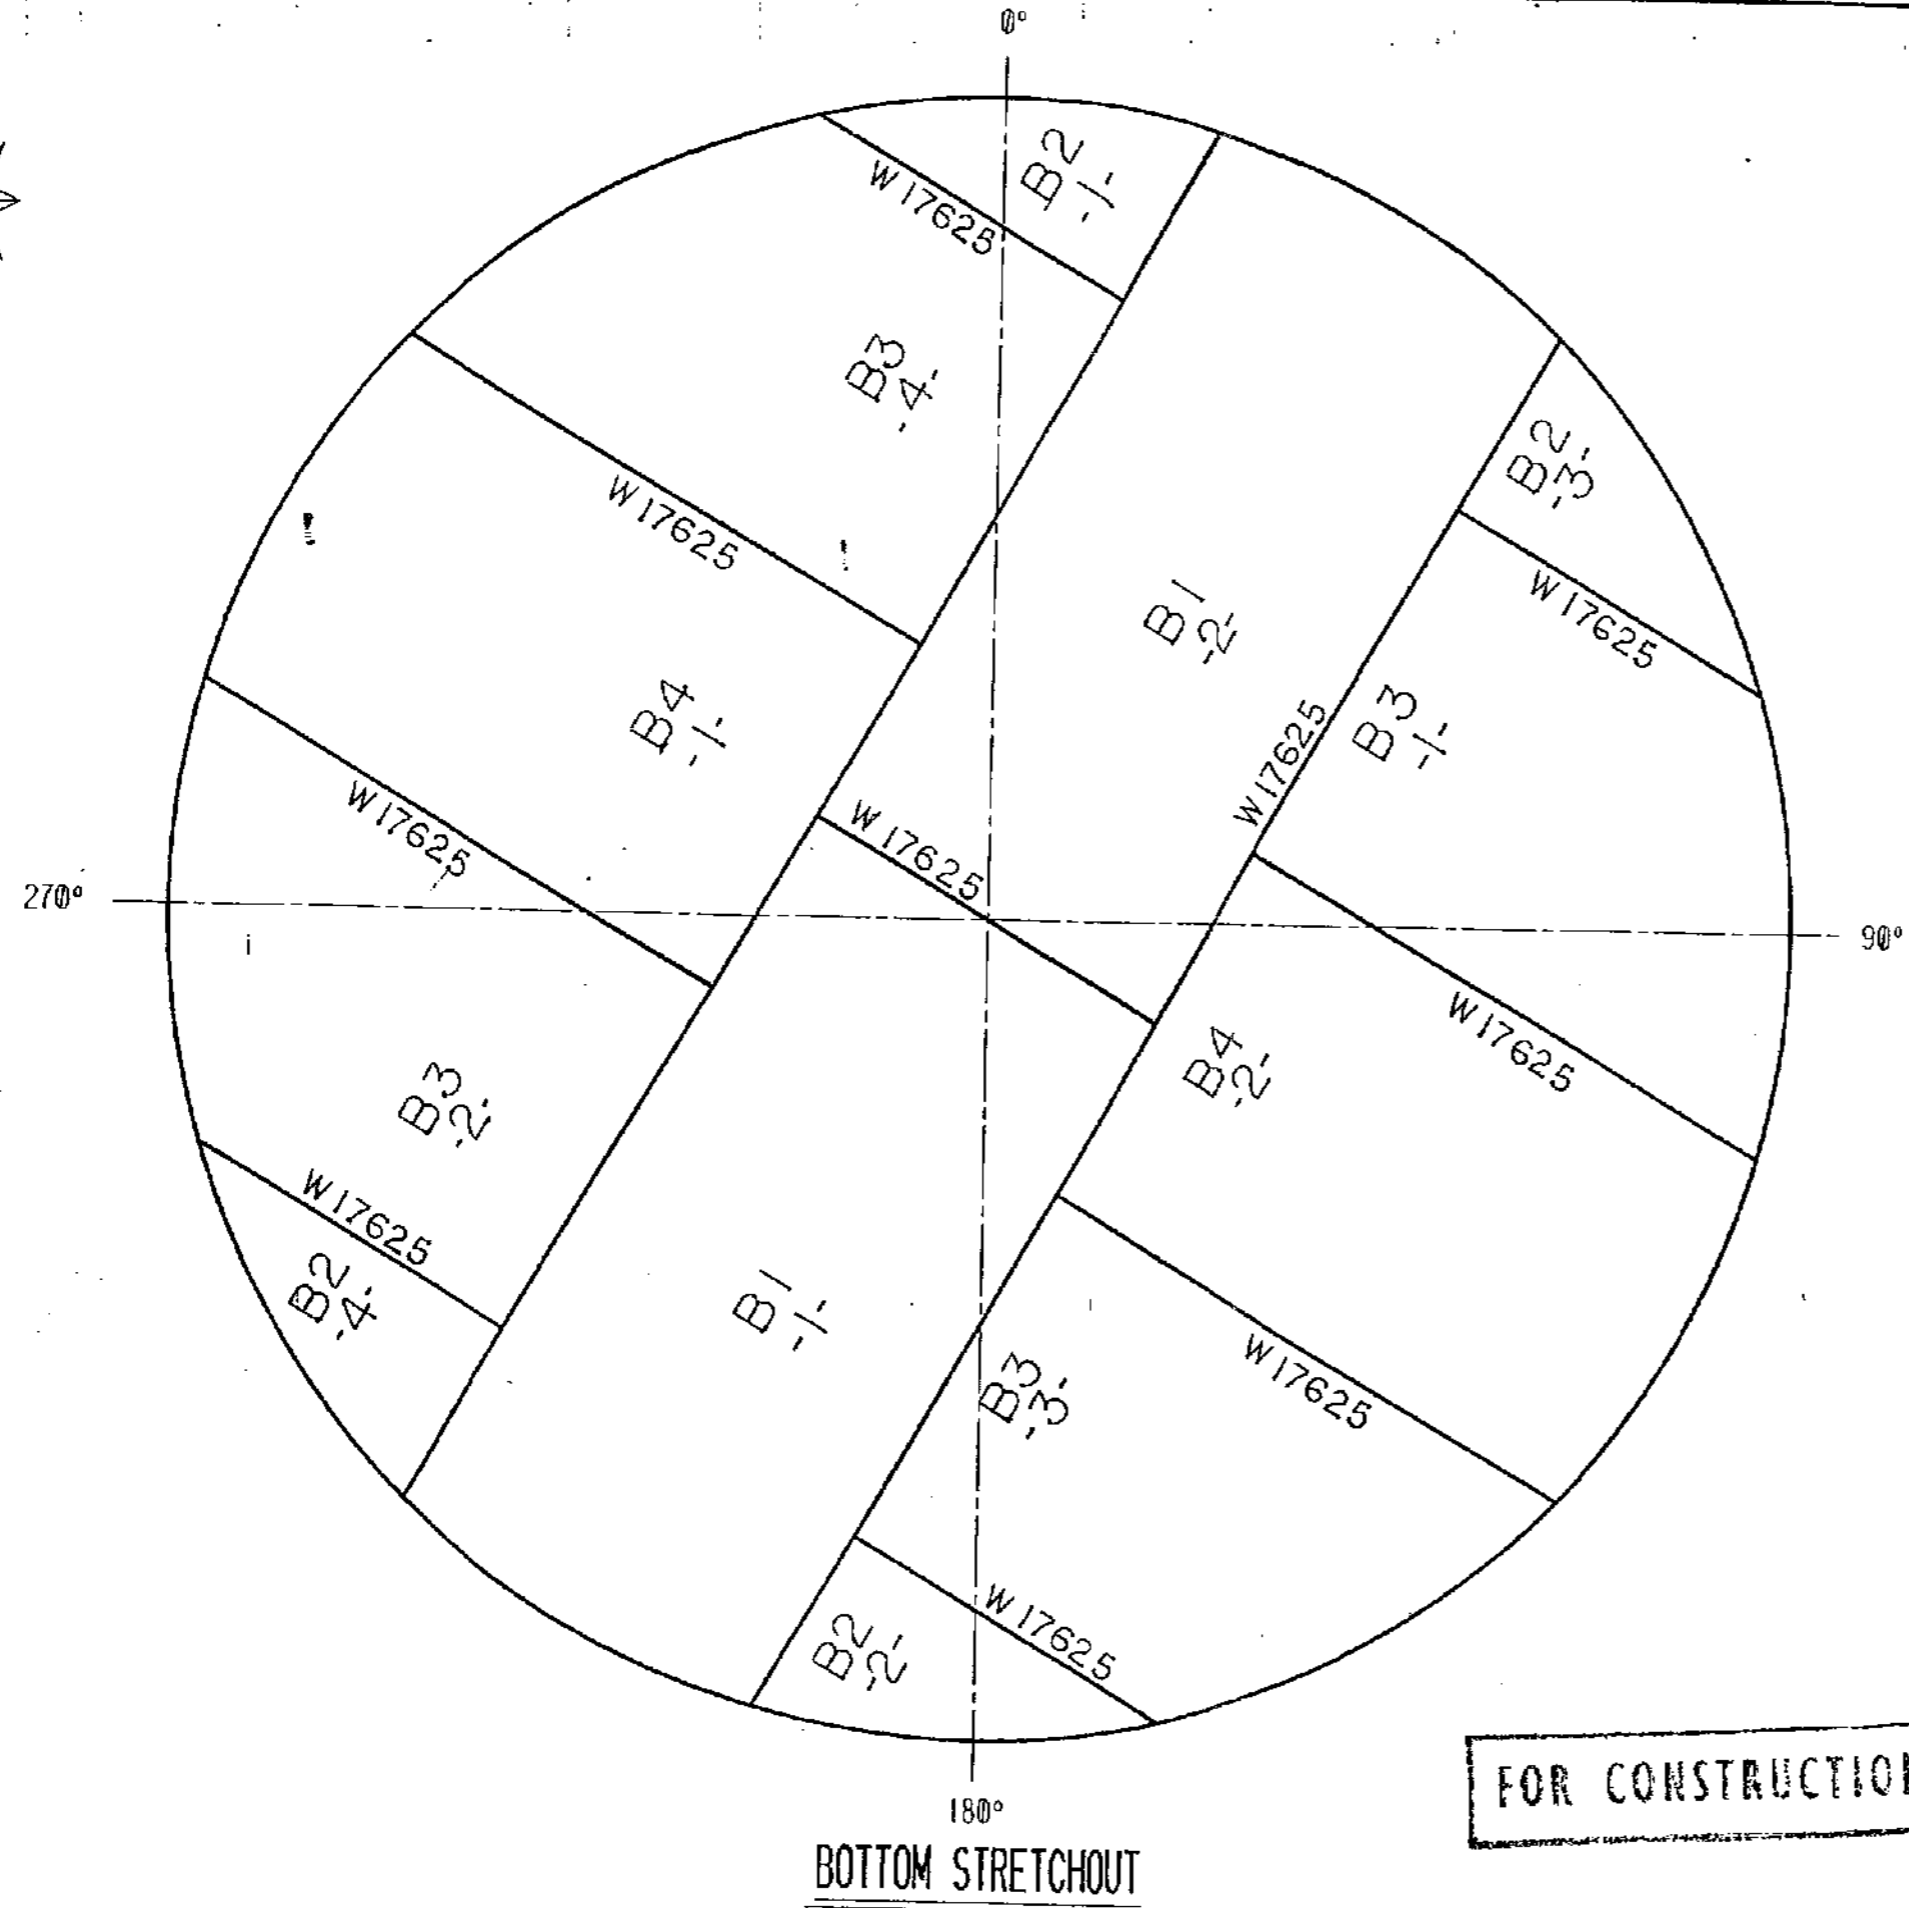 0°
B2
-1-
W17625
B3
-4-
W17625
B2
-3-
W17625
B1
-2-
B4
-1-
B3
-1-
W17625
W17625
W17625
270°
90°
W17625
B4
-2-
B3
-2-
W17625
B2
-4-
B1
-1-
B3
-3-
W17625
W17625
B2
-2-
180°
BOTTOM STRETCHOUT
FOR CONSTRUCTION